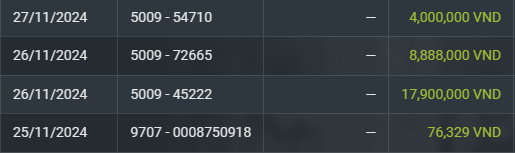 27/11/2024 5009 - 54710 — 4,000,000 VND
26/11/2024 5009 - 72665 — 8,888,000 VND
26/11/2024 5009 - 45222 — 17,900,000 VND
25/11/2024 9707 - 0008750918 — 76,329 VND